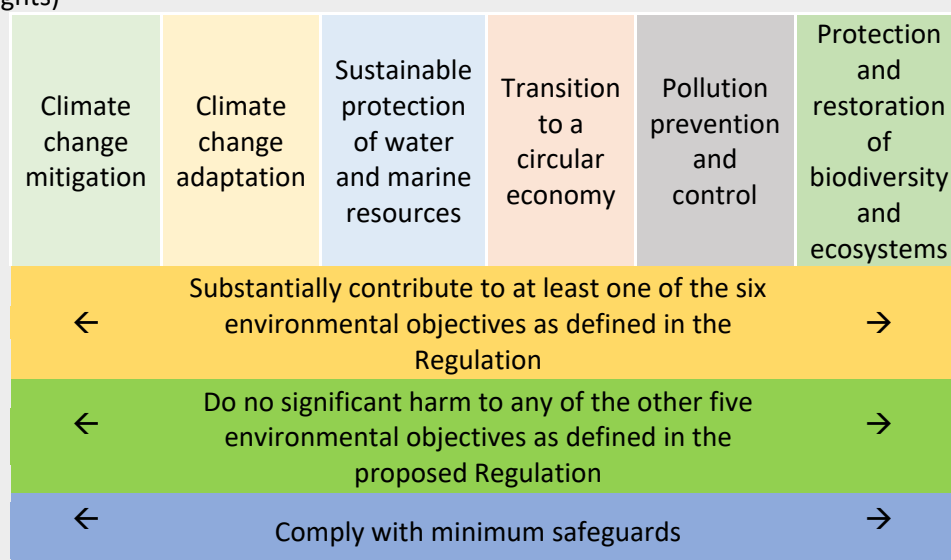 ghts)
Climate
change
mitigation
Climate
change
adaptation
Sustainable
protection
of water
and marine
resources
Transition
to a
circular
economy
Pollution
prevention
and
control
Protection
and
restoration
of
biodiversity
and
ecosystems
← Substantially contribute to at least one of the six →
environmental objectives as defined in the
Regulation
← Do no significant harm to any of the other five →
environmental objectives as defined in the
proposed Regulation
← Comply with minimum safeguards →